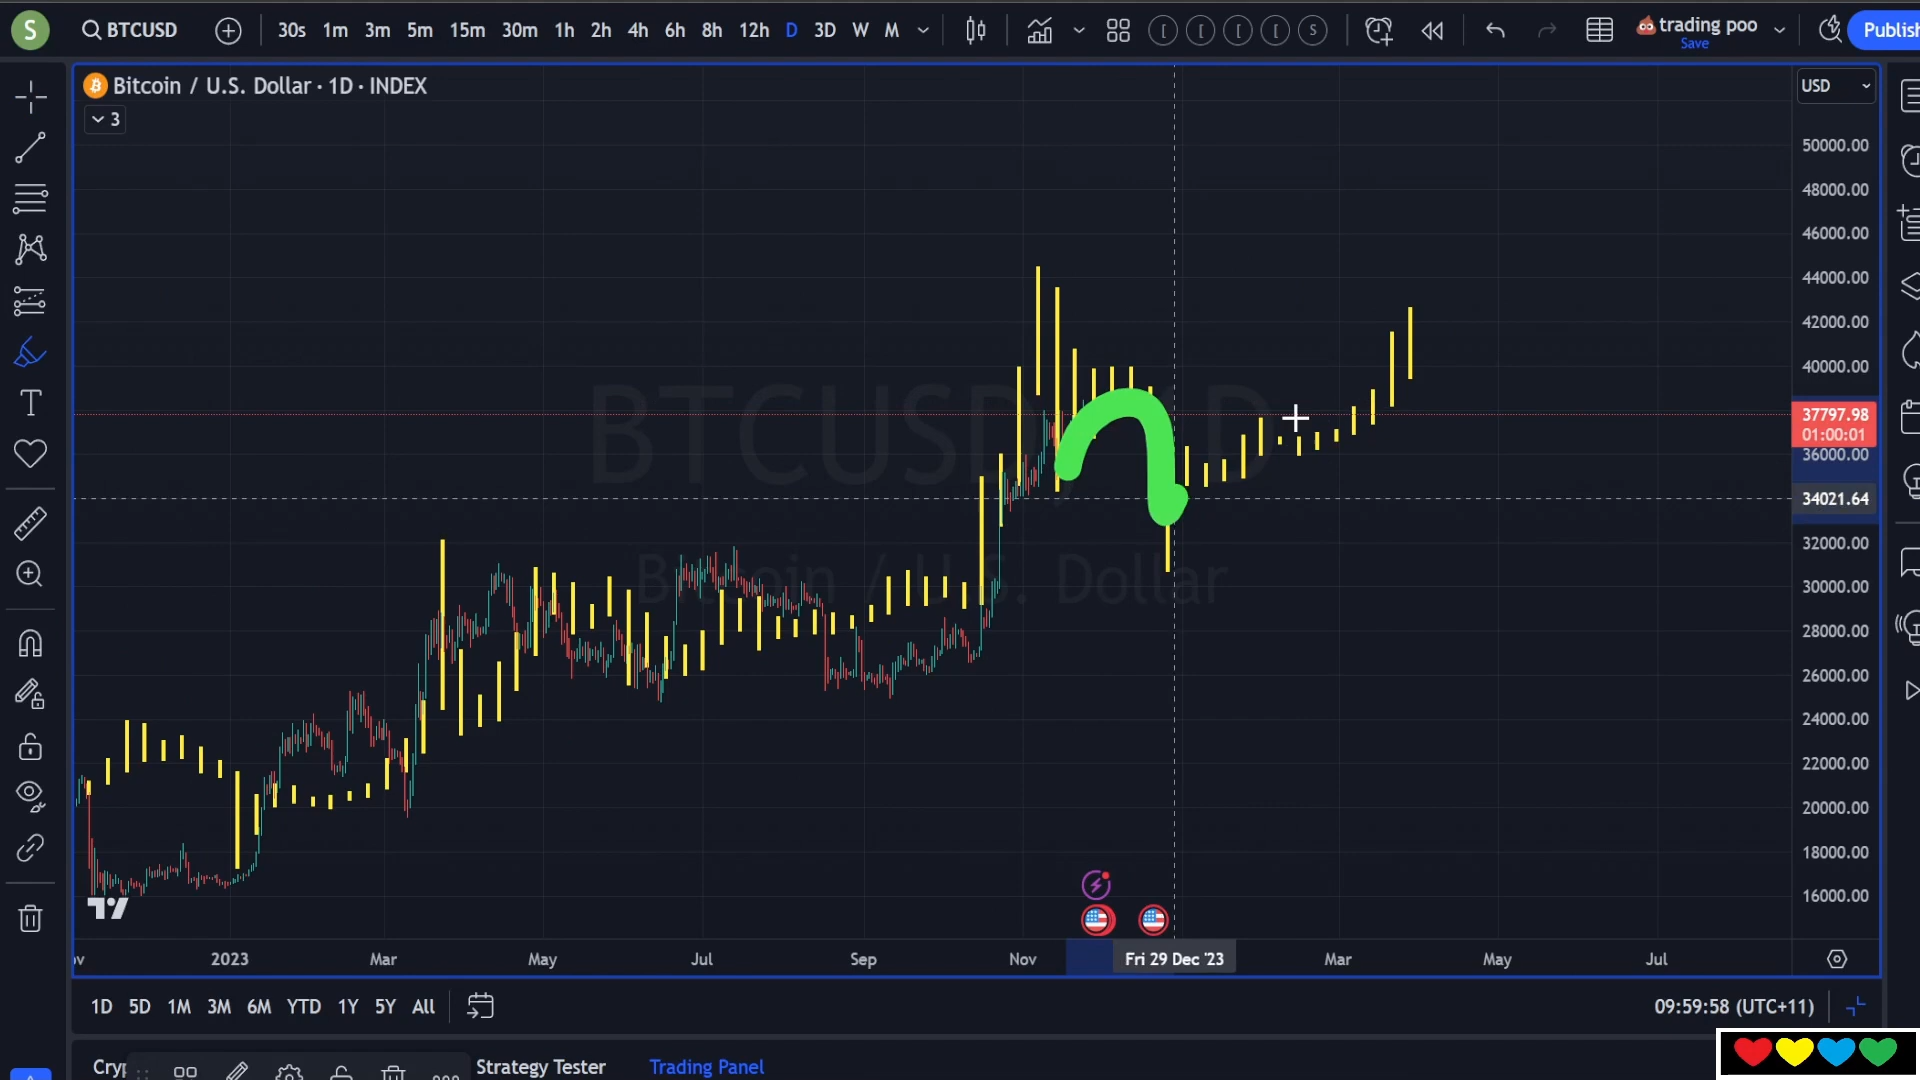 S BTCUSD 30s 1m 3m 5m 15m 30m 1h 2h 4h 6h 8h 12h D 3D W M [ [ [ [ S trading poo Publish
Save
Bitcoin / U.S. Dollar · 1D · INDEX
3
USD
50000.00
48000.00
46000.00
44000.00
42000.00
40000.00
37797.98
01:00:01
36000.00
34021.64
32000.00
30000.00
28000.00
26000.00
24000.00
22000.00
20000.00
18000.00
16000.00
BTCUSD, 1D
Bitcoin / U.S. Dollar
2023 Mar May Jul Sep Nov Fri 29 Dec '23 Mar May Jul
1D 5D 1M 3M 6M YTD 1Y 5Y All
09:59:58 (UTC+11)
Strategy Tester Trading Panel